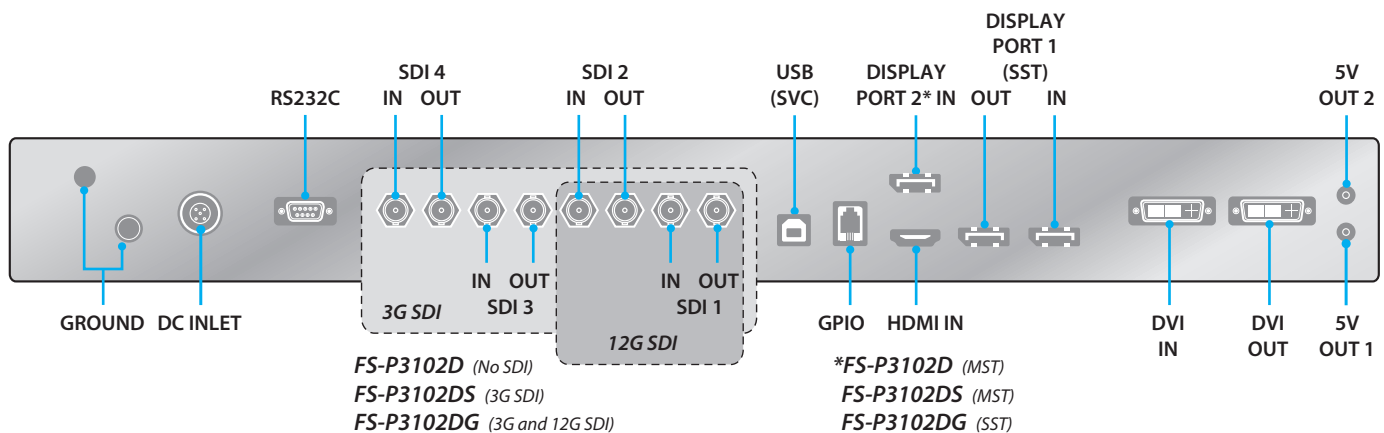 DISPLAY
PORT 1
(SST)
SDI 4
SDI 2
USB
DISPLAY
5V
RS232C
IN OUT
IN OUT
(SVC)
PORT 2* IN
OUT
IN
OUT 2
IN OUT
SDI 3
IN OUT
SDI 1
3G SDI
12G SDI
GROUND
DC INLET
GPIO
HDMI IN
DVI
IN
DVI
OUT
5V
OUT 1
FS-P3102D (No SDI)
FS-P3102DS (3G SDI)
FS-P3102DG (3G and 12G SDI)
*FS-P3102D (MST)
FS-P3102DS (MST)
FS-P3102DG (SST)